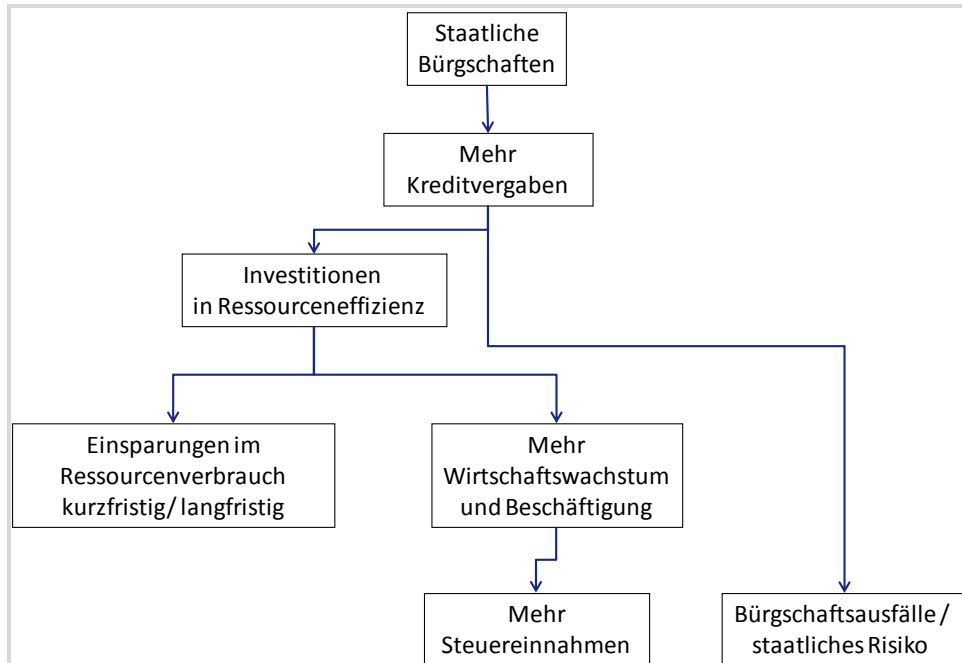 Staatliche
Bürgschaften
Mehr
Kreditvergaben
Investitionen
in Ressourceneffizienz
Einsparungen im
Ressourcenverbrauch
kurzfristig/ langfristig
Mehr
Wirtschaftswachstum
und Beschäftigung
Mehr
Steuereinnahmen
Bürgschaftsausfälle /
staatliches Risiko